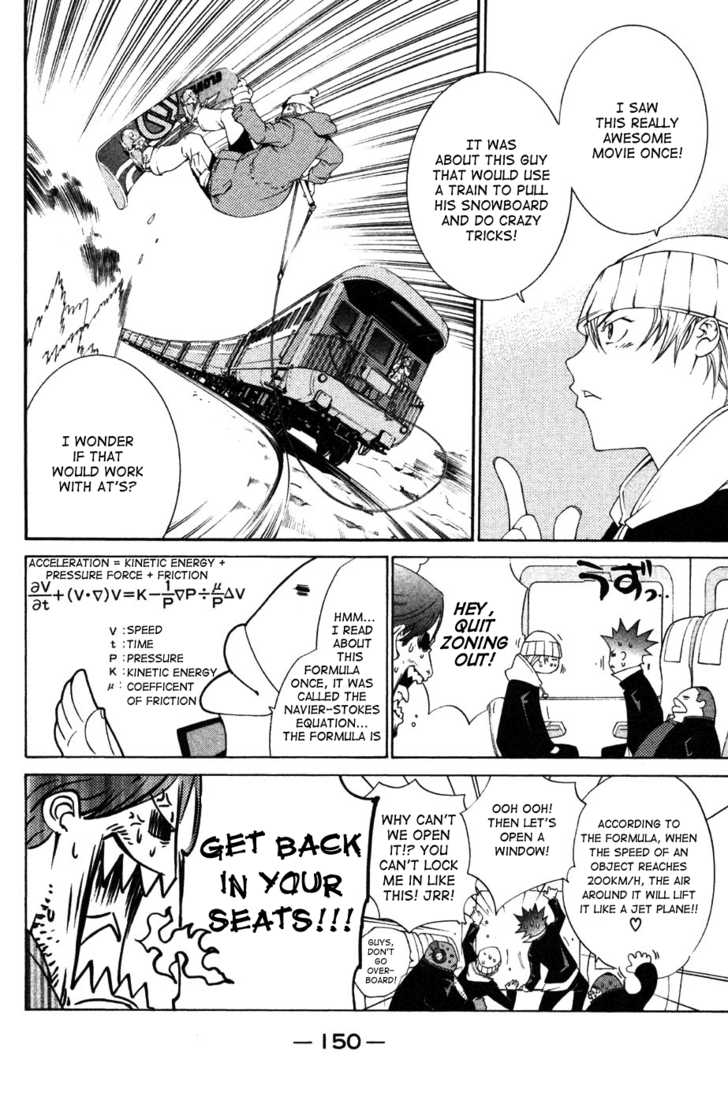 I SAW
THIS REALLY
AWESOME
MOVIE ONCE!
IT WAS
ABOUT THIS GUY
THAT WOULD USE
A TRAIN TO PULL
HIS SNOWBOARD
AND DO CRAZY
TRICKS!
I WONDER
IF THAT
WOULD WORK
WITH AT'S?
うずっ…
HEY,
QUIT
ZONING
OUT!
HMM...
I READ
ABOUT
THIS
FORMULA
ONCE, IT WAS
CALLED THE
NAVIER-STOKES
EQUATION...
THE FORMULA IS
ACCELERATION = KINETIC ENERGY +
PRESSURE FORCE + FRICTION
∂V/∂t+(V•∇)V=K−1/P∇P÷μ/PΔV
V :SPEED
t :TIME
P :PRESSURE
K :KINETIC ENERGY
μ :COEFFICENT
OF FRICTION
ACCORDING TO
THE FORMULA, WHEN
THE SPEED OF AN
OBJECT REACHES
200KM/H, THE AIR
AROUND IT WILL LIFT
IT LIKE A JET PLANE!!
♡
OOH OOH!
THEN LET'S
OPEN A
WINDOW!
WHY CAN'T
WE OPEN
IT!? YOU
CAN'T LOCK
ME IN LIKE
THIS! JRR!
GUYS,
DON'T
GO
OVER-
BOARD!
GET BACK
IN YOUR
SEATS!!!
— 150 —